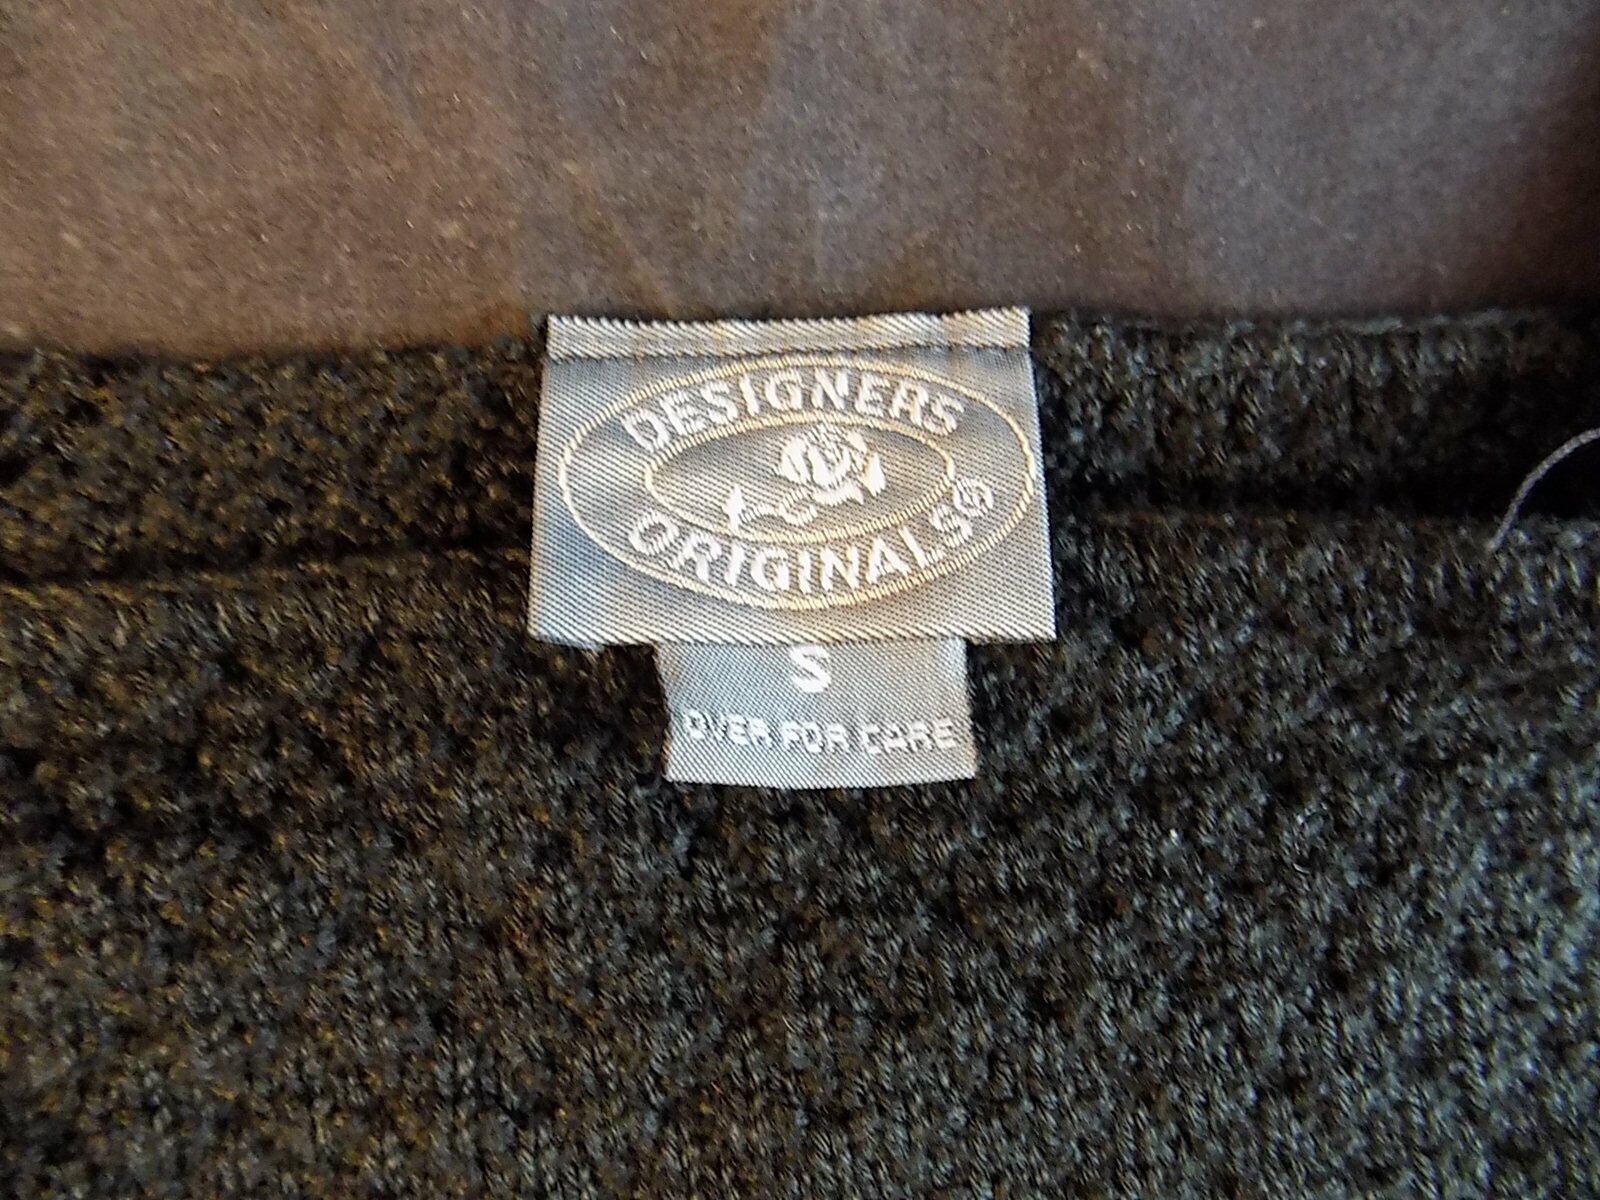 DESIGNERS
ORIGINALS®
S
OVER FOR CARE